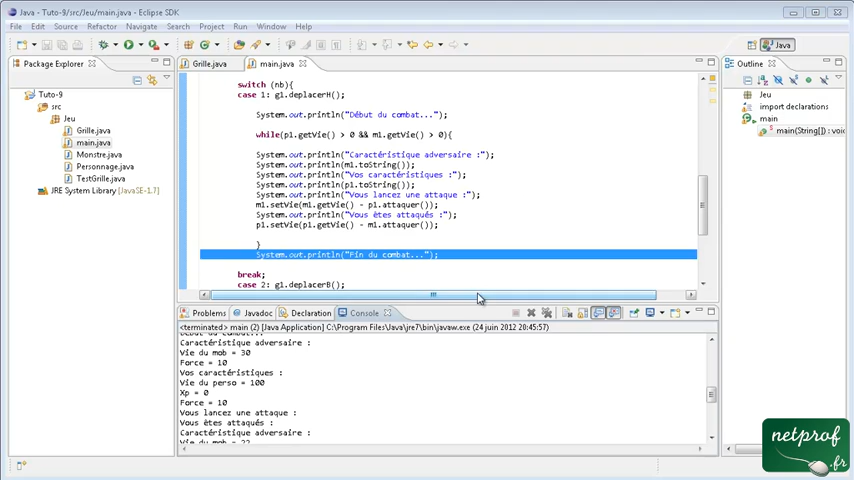 Java - Tuto-9/src/Jeu/main.java - Eclipse SDK
File Edit Source Refactor Navigate Search Project Run Window Help
Java
Package Explorer
Grille.java
main.java
Outline
Tuto-9
src
Jeu
Grille.java
main.java
Monstre.java
Personnage.java
TestGrille.java
JRE System Library [JavaSE-1.7]
switch (nb){
case 1: g1.deplacerH();
System.out.println("Début du combat...");
while(p1.getVie() > 0 && m1.getVie() > 0){
System.out.println("Caractéristique adversaire :");
System.out.println(m1.toString());
System.out.println("Vos caractéristiques :");
System.out.println(p1.toString());
System.out.println("Vous lancez une attaque :");
m1.setVie(m1.getVie() - p1.attaquer());
System.out.println("Vous êtes attaqués :");
p1.setVie(p1.getVie() - m1.attaquer());
}
System.out.println("Fin du combat...");
break;
case 2: g1.deplacerB();
Jeu
import declarations
main
main(String[]) : voi
Problems
Javadoc
Declaration
Console
<terminated> main (2) [Java Application] C:\Program Files\Java\jre7\bin\javaw.exe (24 juin 2012 20:45:57)
Début du combat...
Caractéristique adversaire :
Vie du mob = 30
Force = 10
Vos caractéristiques :
Vie du perso = 100
Xp = 0
Force = 10
Vous lancez une attaque :
Vous êtes attaqués :
Caractéristique adversaire :
Vie du mob = 22
netprof
.fr